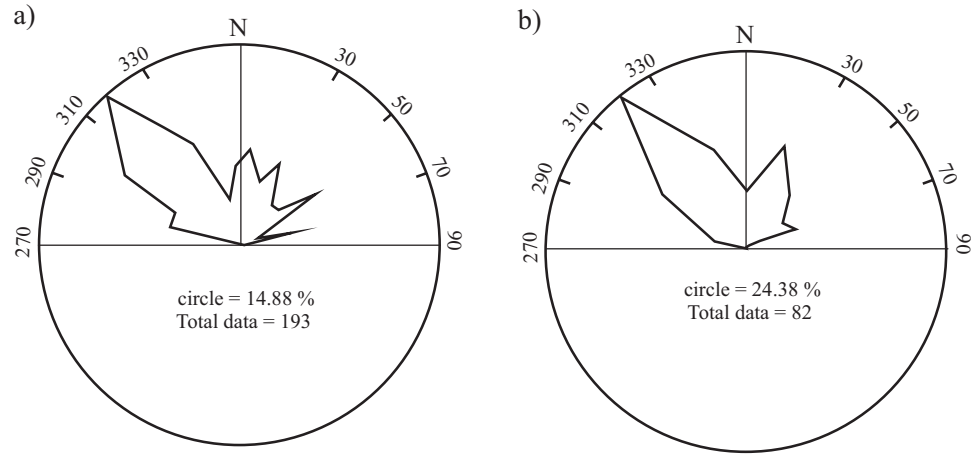 a)
N
330
30
310
50
290
70
270
90
circle = 14.88 %
Total data = 193
b)
N
330
30
310
50
290
70
270
90
circle = 24.38 %
Total data = 82